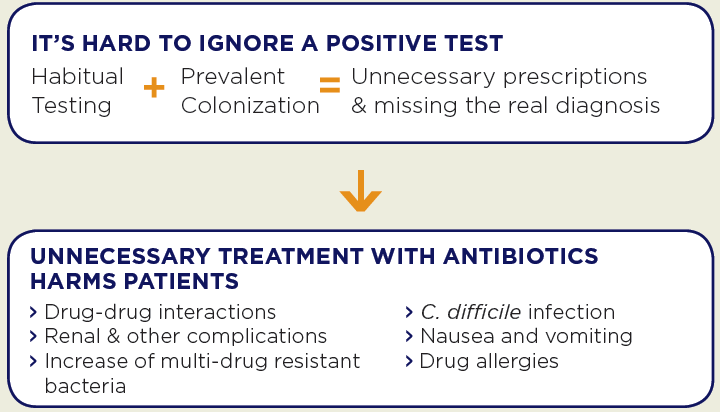 IT'S HARD TO IGNORE A POSITIVE TEST
Habitual
Testing
+
Prevalent
Colonization
=
Unnecessary prescriptions
& missing the real diagnosis
UNNECESSARY TREATMENT WITH ANTIBIOTICS
HARMS PATIENTS
› Drug-drug interactions
› Renal & other complications
› Increase of multi-drug resistant
bacteria
› C. difficile infection
› Nausea and vomiting
› Drug allergies